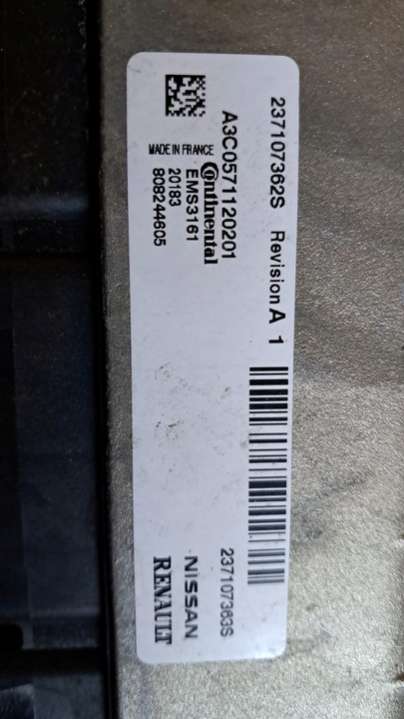 237107362S Revision A 1
A3C0571120201
MADE IN FRANCE Continental
EMS3161
20183
808244605
237107363S
NISSAN
RENAULT